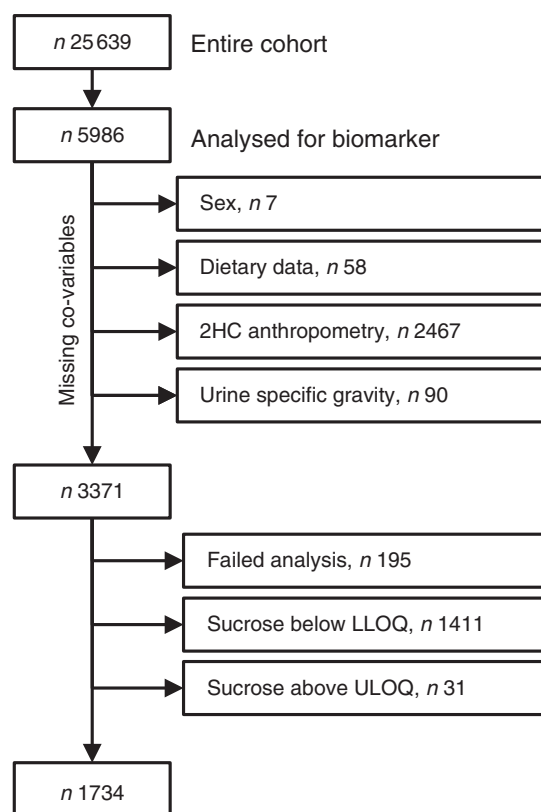 n 25 639
Entire cohort
n 5986
Analysed for biomarker
Missing co-variables
Sex, n 7
Dietary data, n 58
2HC anthropometry, n 2467
Urine specific gravity, n 90
n 3371
Failed analysis, n 195
Sucrose below LLOQ, n 1411
Sucrose above ULOQ, n 31
n 1734